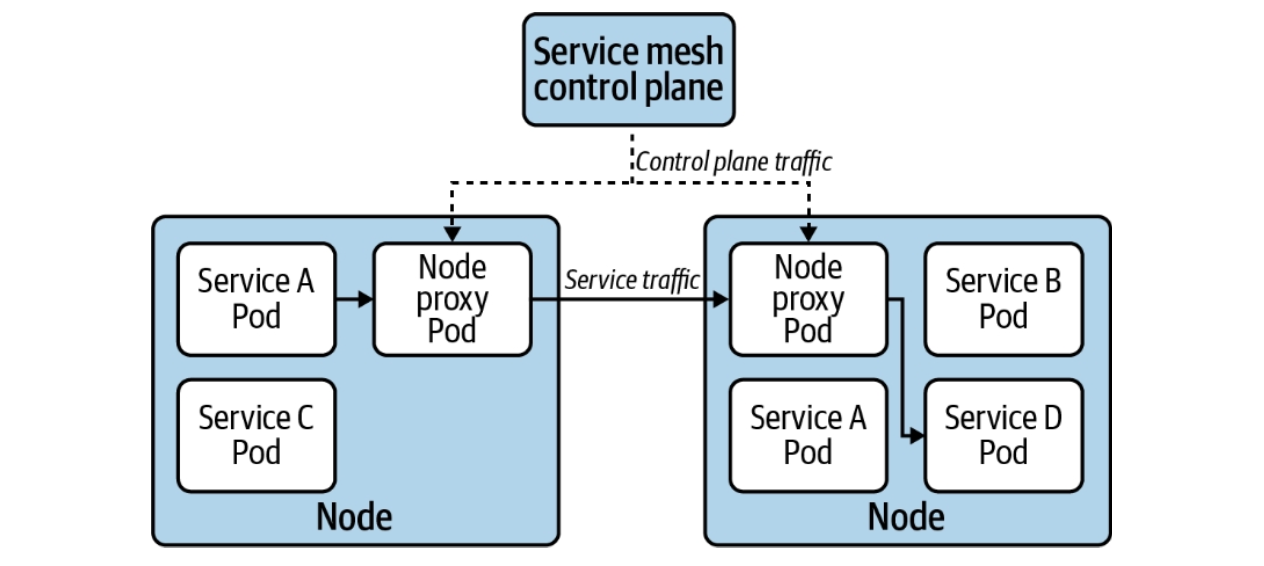 Service mesh
control plane
Control plane traffic
Service A
Pod
Node
proxy
Pod
Service traffic
Node
proxy
Pod
Service B
Pod
Service C
Pod
Service A
Pod
Service D
Pod
Node
Node